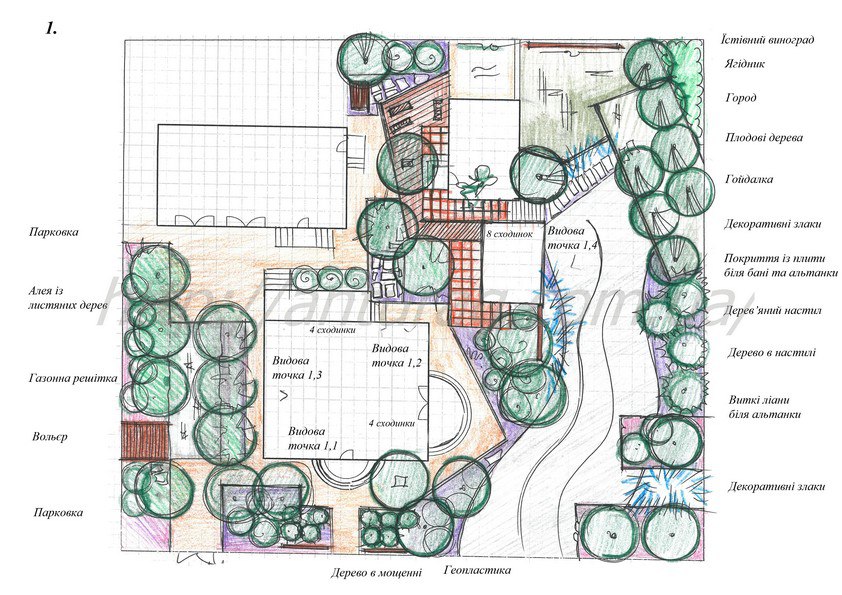 1.
Їстівний виноград
Ягідник
Город
Плодові дерева
Гойдалка
Декоративні злаки
Покриття із плити
біля бані та альтанки
Дерев'яний настил
Дерево в настилі
Виткі ліани
біля альтанки
Декоративні злаки
Парковка
Алея із
листяних дерев
Газонна решітка
Вольєр
Парковка
8 сходинок
Видова
точка 1,4
4 сходинки
Видова
точка 1,3
Видова
точка 1,2
4 сходинки
Видова
точка 1,1
Дерево в мощенні
Геопластика